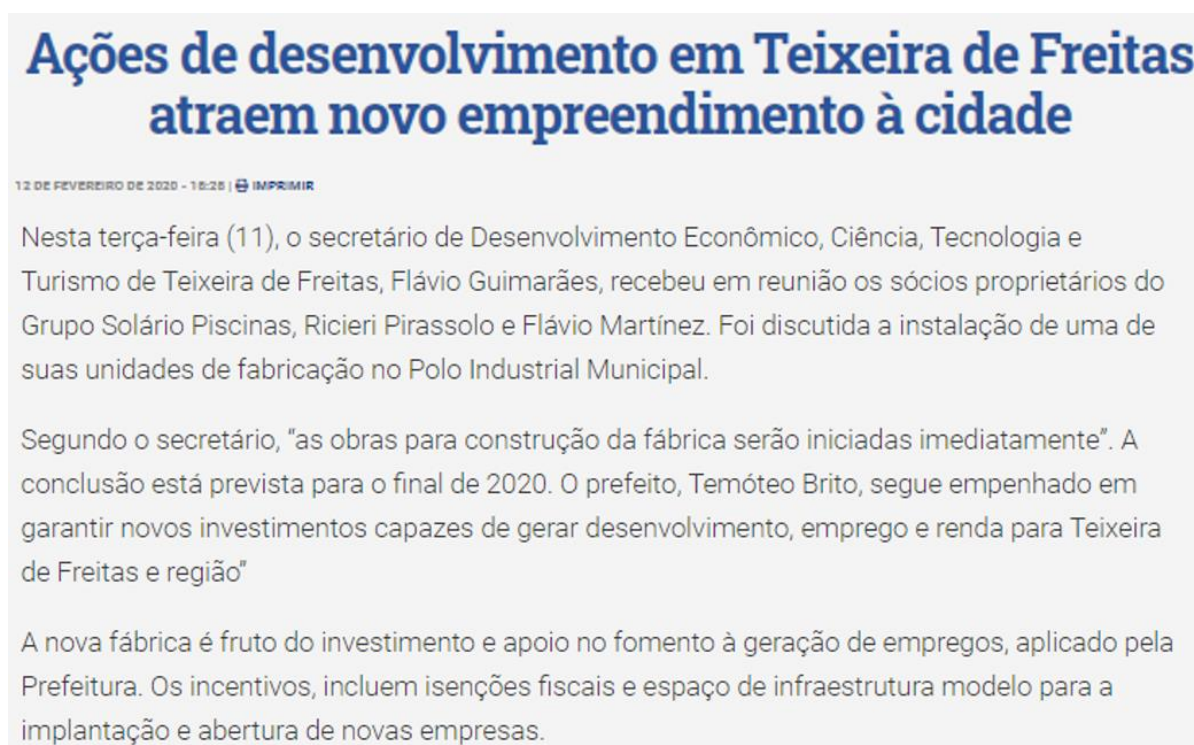 Ações de desenvolvimento em Teixeira de Freitas
atraem novo empreendimento à cidade
12 DE FEVEREIRO DE 2020 - 16:26 | IMPRIMIR
Nesta terça-feira (11), o secretário de Desenvolvimento Econômico, Ciência, Tecnologia e
Turismo de Teixeira de Freitas, Flávio Guimarães, recebeu em reunião os sócios proprietários do
Grupo Solário Piscinas, Ricieri Pirassolo e Flávio Martínez. Foi discutida a instalação de uma de
suas unidades de fabricação no Polo Industrial Municipal.
Segundo o secretário, “as obras para construção da fábrica serão iniciadas imediatamente”. A
conclusão está prevista para o final de 2020. O prefeito, Temóteo Brito, segue empenhado em
garantir novos investimentos capazes de gerar desenvolvimento, emprego e renda para Teixeira
de Freitas e região”
A nova fábrica é fruto do investimento e apoio no fomento à geração de empregos, aplicado pela
Prefeitura. Os incentivos, incluem isenções fiscais e espaço de infraestrutura modelo para a
implantação e abertura de novas empresas.